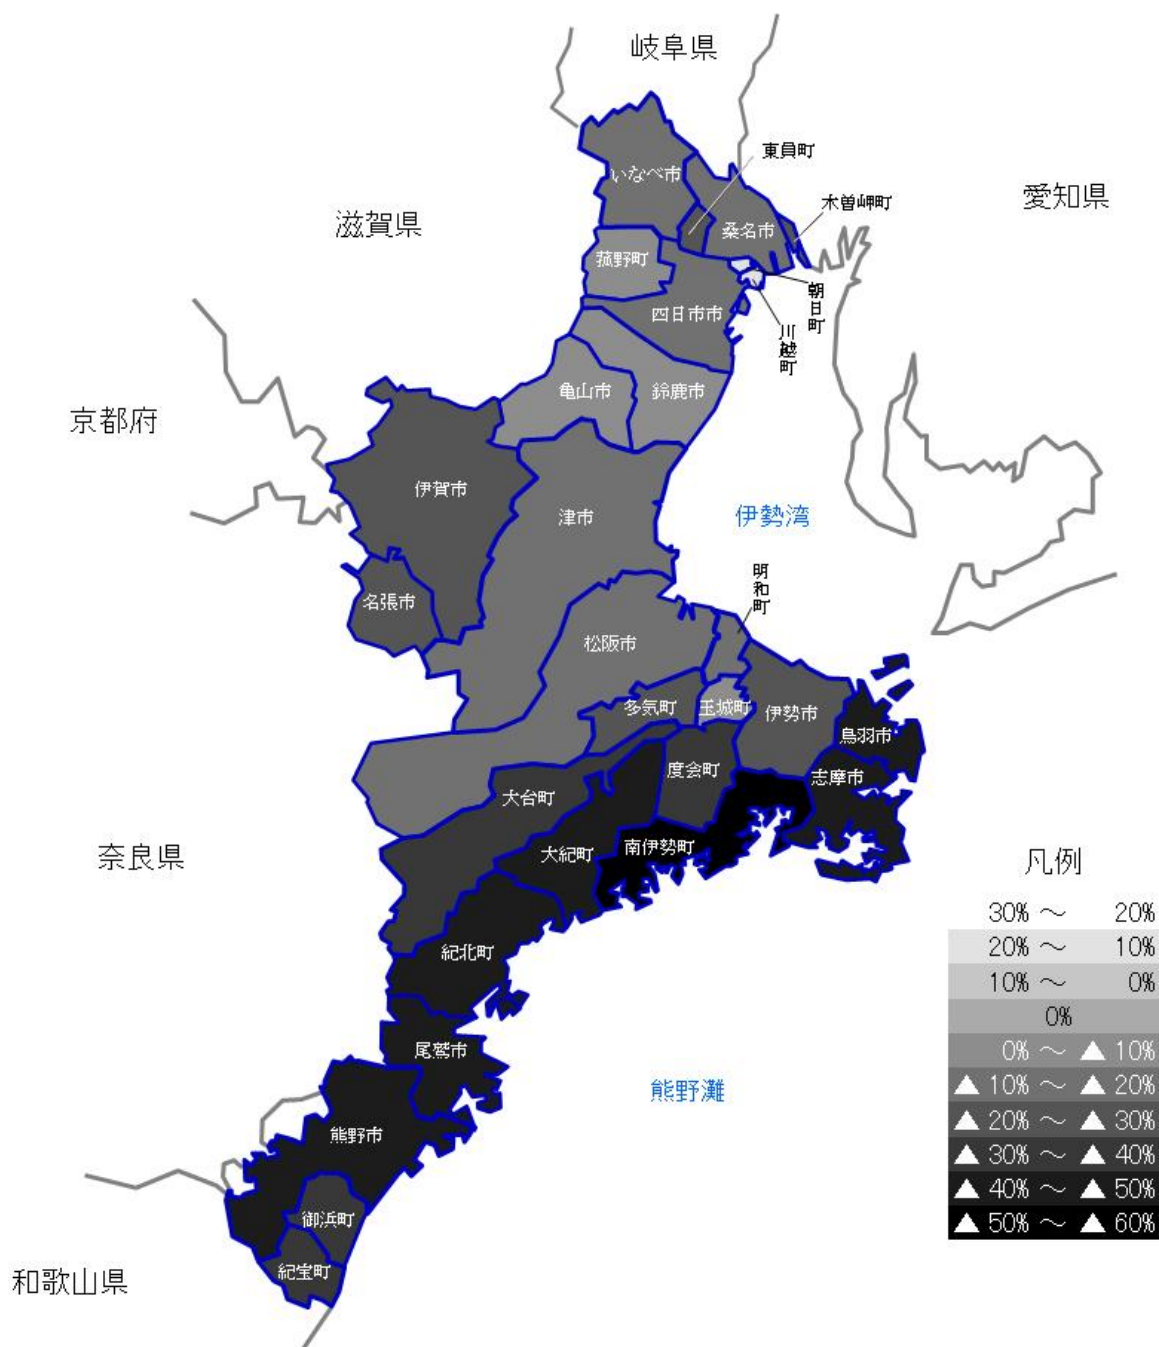 岐阜県
東員町
いなべ市
愛知県
木曽岬町
滋賀県
桑名市
菰野町
朝日町
四日市市
川越町
亀山市
鈴鹿市
京都府
伊賀市
津市
伊勢湾
明和町
名張市
松阪市
多気町
玉城町
伊勢市
鳥羽市
度会町
志摩市
大台町
南伊勢町
大紀町
奈良県
凡例
30% ～ 20%
20% ～ 10%
10% ～ 0%
0%
0% ～ ▲ 10%
▲ 10% ～ ▲ 20%
▲ 20% ～ ▲ 30%
▲ 30% ～ ▲ 40%
▲ 40% ～ ▲ 50%
▲ 50% ～ ▲ 60%
紀北町
尾鷲市
熊野灘
熊野市
御浜町
紀宝町
和歌山県